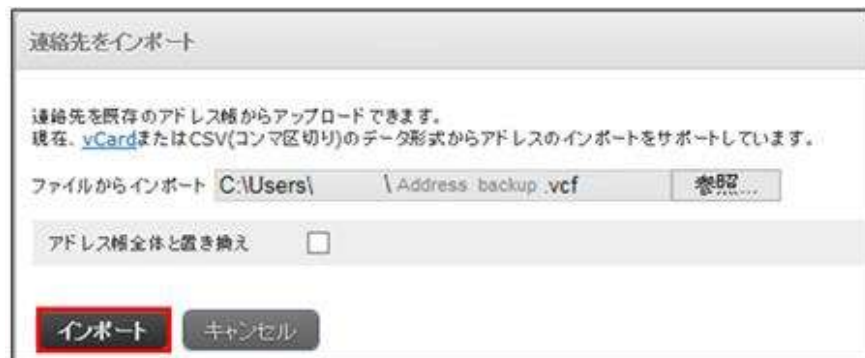 連絡先をインポート
連絡先を既存のアドレス帳からアップロードできます。
現在、vCardまたはCSV(コンマ区切り)のデータ形式からアドレスのインポートをサポートしています。
ファイルからインポート C:\Users\ \ Address backup .vcf 参照...
アドレス帳全体と置き換え
インポート キャンセル